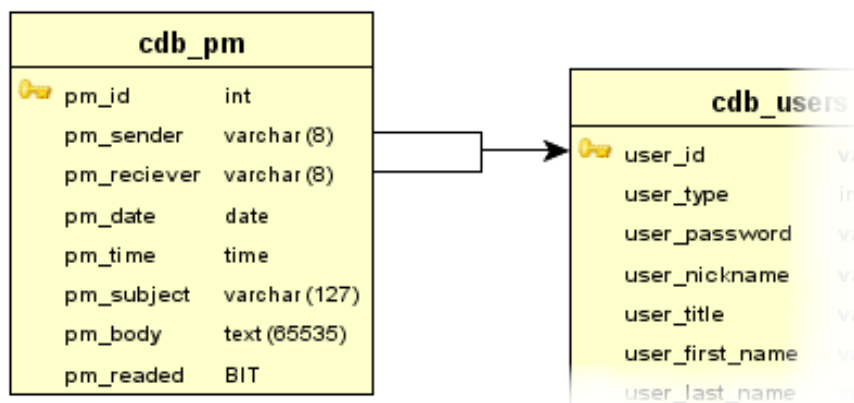 cdb_pm
pm_id int
pm_sender varchar(8)
pm_reciever varchar(8)
pm_date date
pm_time time
pm_subject varchar(127)
pm_body text(65535)
pm_readed BIT
cdb_users
user_id
user_type
user_password
user_nickname
user_title
user_first_name
user_last_name